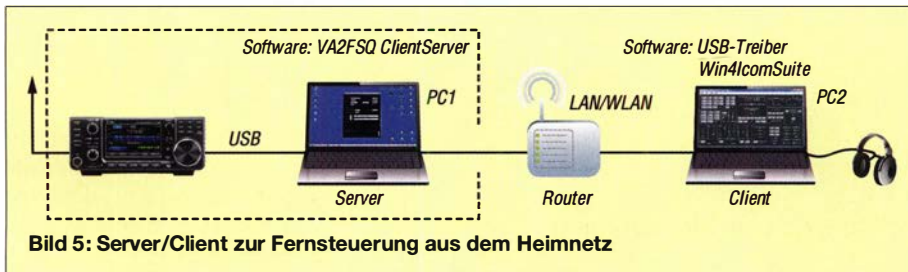 Software: VA2FSQ ClientServer
Software: USB-Treiber
Win4IcomSuite
PC1
LAN/WLAN
PC2
USB
Server
Router
Client
Bild 5: Server/Client zur Fernsteuerung aus dem Heimnetz